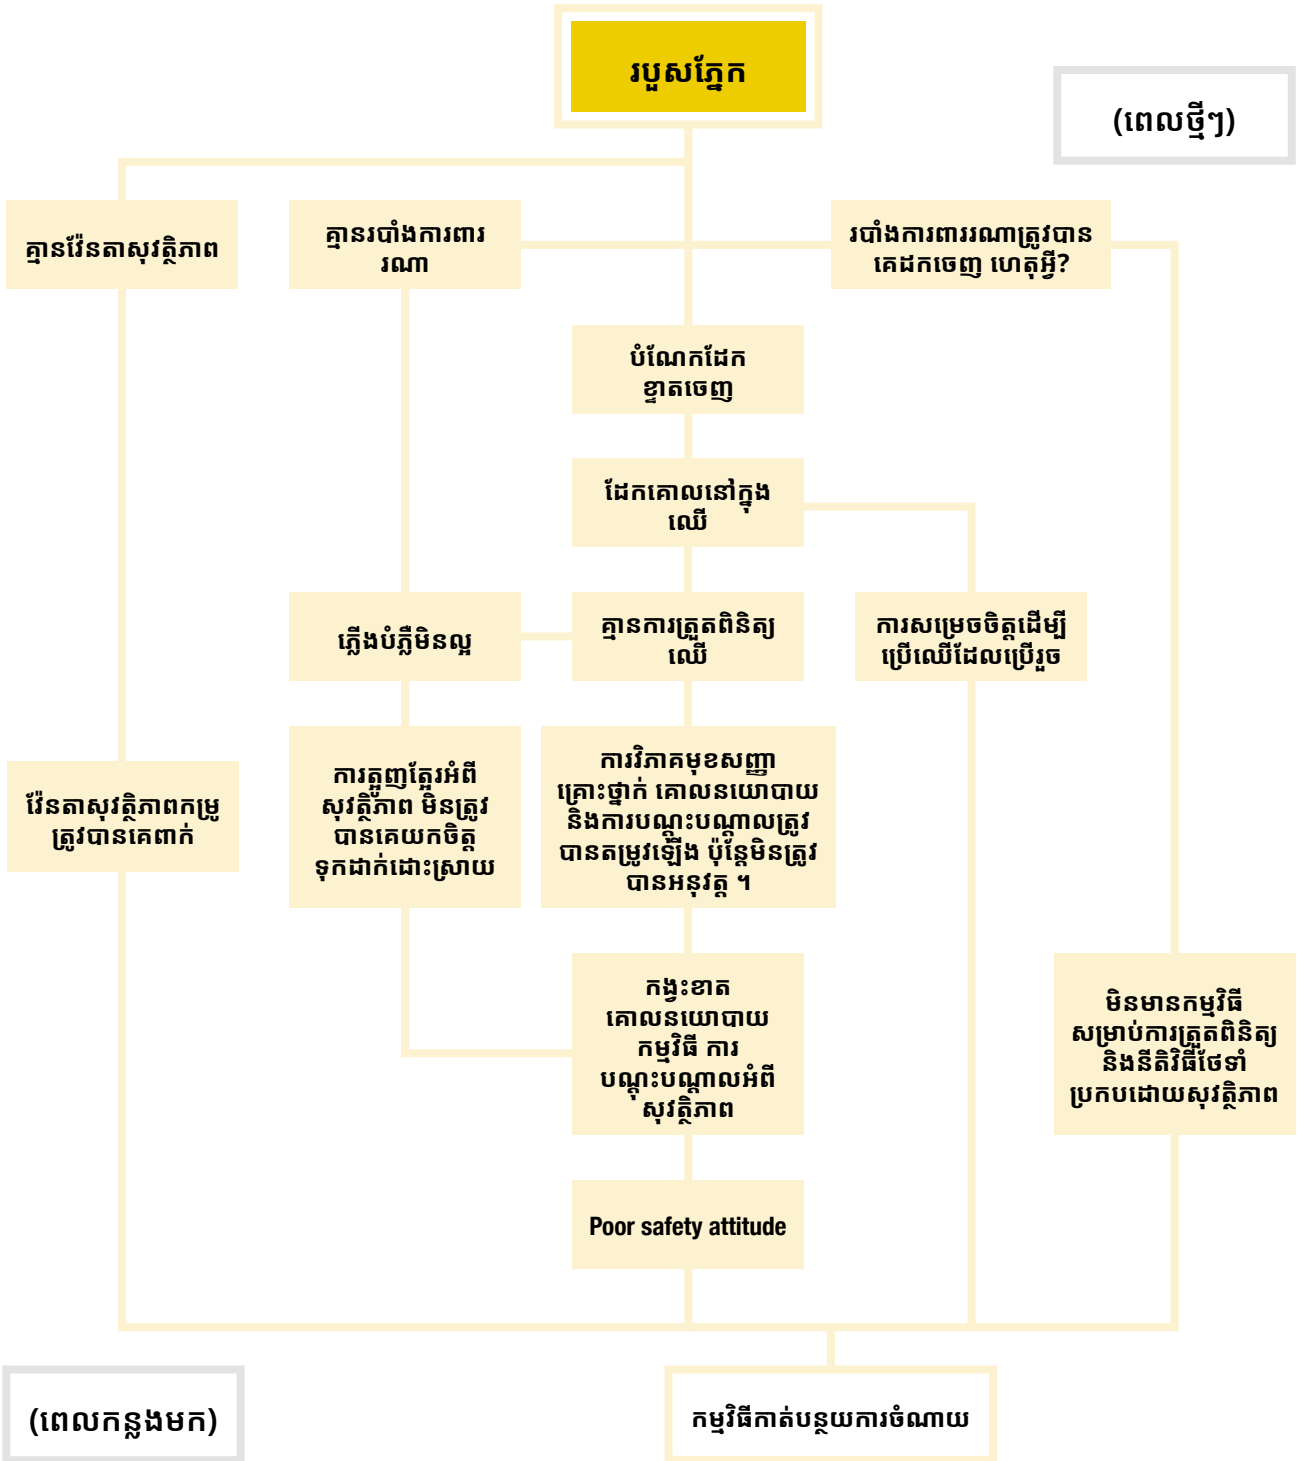 របួសភ្នែក
(ពេលថ្មីៗ)
គ្មានវ៉ែនតាសុវត្ថិភាព
គ្មានរបាំងការពារ
រណា
របាំងការពាររណាត្រូវបាន
គេដកចេញ ហេតុអ្វី?
បំណែកដែក
ខ្ទាតចេញ
ដែកគោលនៅក្នុង
ឈើ
ភ្លើងបំភ្លឺមិនល្អ
គ្មានការត្រួតពិនិត្យ
ឈើ
ការសម្រេចចិត្តដើម្បី
ប្រើឈើដែលប្រើរួច
វ៉ែនតាសុវត្ថិភាពកម្រូ
ត្រូវបានគេពាក់
ការត្អូញត្អែរអំពី
សុវត្ថិភាព មិនត្រូវ
បានគេយកចិត្ត
ទុកដាក់ដោះស្រាយ
ការវិភាគមុខសញ្ញា
គ្រោះថ្នាក់ គោលនយោបាយ
និងការបណ្តុះបណ្តាលត្រូវ
បានតម្រូវឡើង ប៉ុន្តែមិនត្រូវ
បានអនុវត្ត ។
កង្វះខាត
គោលនយោបាយ
កម្មវិធី ការ
បណ្តុះបណ្តាលអំពី
សុវត្ថិភាព
មិនមានកម្មវិធី
សម្រាប់ការត្រួតពិនិត្យ
និងនីតិវិធីថែទាំ
ប្រកបដោយសុវត្ថិភាព
Poor safety attitude
(ពេលកន្លងមក)
កម្មវិធីកាត់បន្ថយការចំណាយ